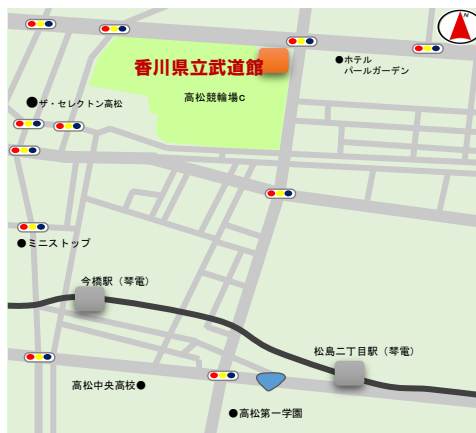 N
香川県立武道館
●ホテル
パールガーデン
高松競輪場c
●ザ・セレクトン高松
●ミニストップ
今橋駅（琴電）
松島二丁目駅（琴電）
高松中央高校●
●高松第一学園